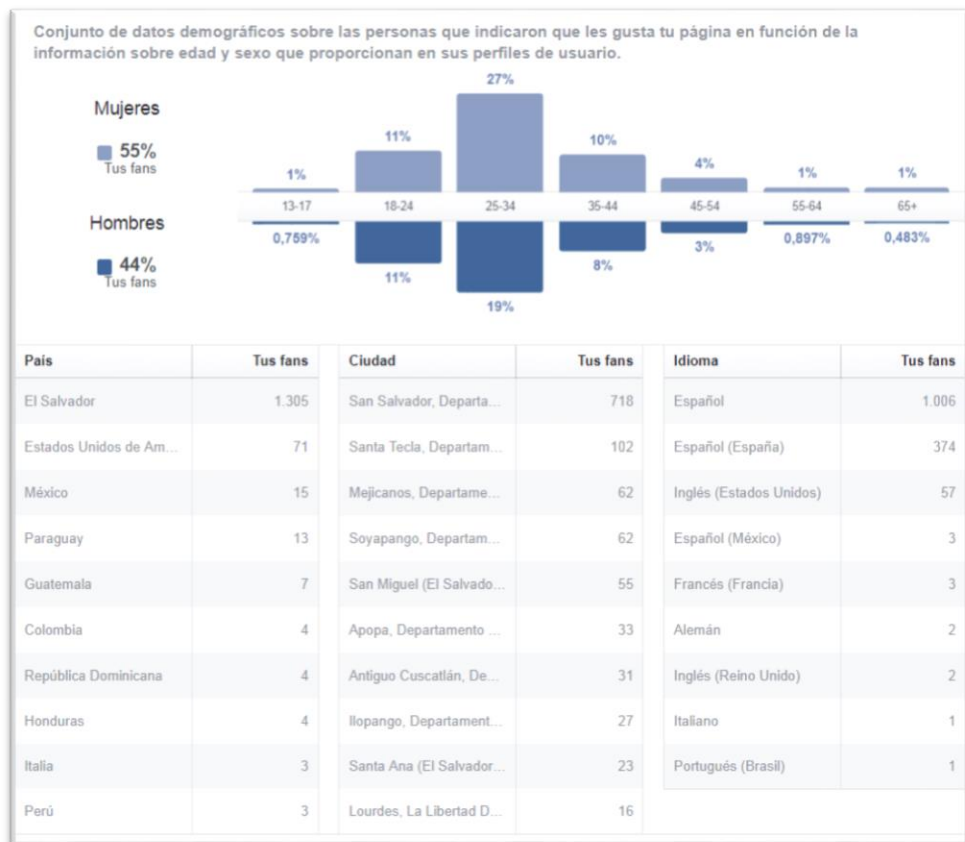 Conjunto de datos demográficos sobre las personas que indicaron que les gusta tu página en función de la
información sobre edad y sexo que proporcionan en sus perfiles de usuario.
Mujeres
55%
Tus fans
1% 11% 27% 10% 4% 1% 1%
13-17 18-24 25-34 35-44 45-54 55-64 65+
Hombres
44%
Tus fans
0,759% 11% 19% 8% 3% 0,897% 0,483%
País Tus fans Ciudad Tus fans Idioma Tus fans
El Salvador 1.305 San Salvador, Departa... 718 Español 1.006
Estados Unidos de Am... 71 Santa Tecla, Departam... 102 Español (España) 374
México 15 Mejicanos, Departame... 62 Inglés (Estados Unidos) 57
Paraguay 13 Soyapango, Departam... 62 Español (México) 3
Guatemala 7 San Miguel (El Salvado... 55 Francés (Francia) 3
Colombia 4 Apopa, Departamento ... 33 Alemán 2
República Dominicana 4 Antiguo Cuscatlán, De... 31 Inglés (Reino Unido) 2
Honduras 4 Ilopango, Departament... 27 Italiano 1
Italia 3 Santa Ana (El Salvador... 23 Portugués (Brasil) 1
Perú 3 Lourdes, La Libertad D... 16